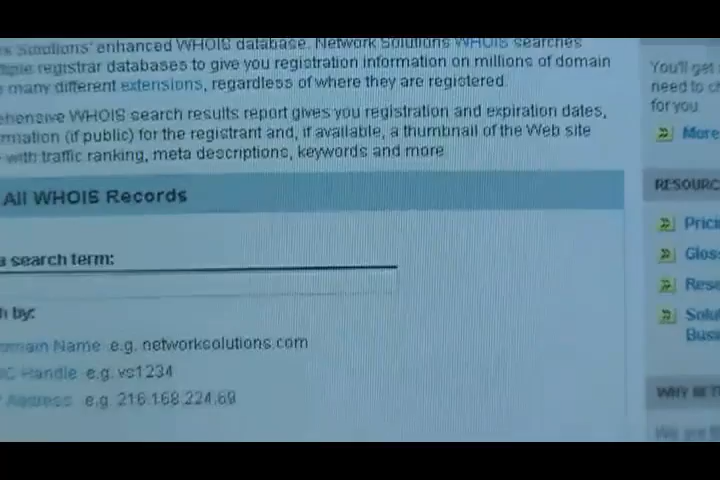 Solutions' enhanced WHOIS database. Network Solutions WHOIS searches
registrar databases to give you registration information on millions of domain
many different extensions, regardless of where they are registered.
WHOIS search results report gives you registration and expiration dates,
(if public) for the registrant and, if available, a thumbnail of the Web site
with traffic ranking, meta descriptions, keywords and more
All WHOIS Records
a search term:
by:
Name e.g. networksolutions.com
Handle e.g. vs1234
Address e.g. 216.168.224.69
You'll get
need to
for you
More
RESOURC
Prici
Glos
Rese
Solu
Busi
WHY
We are